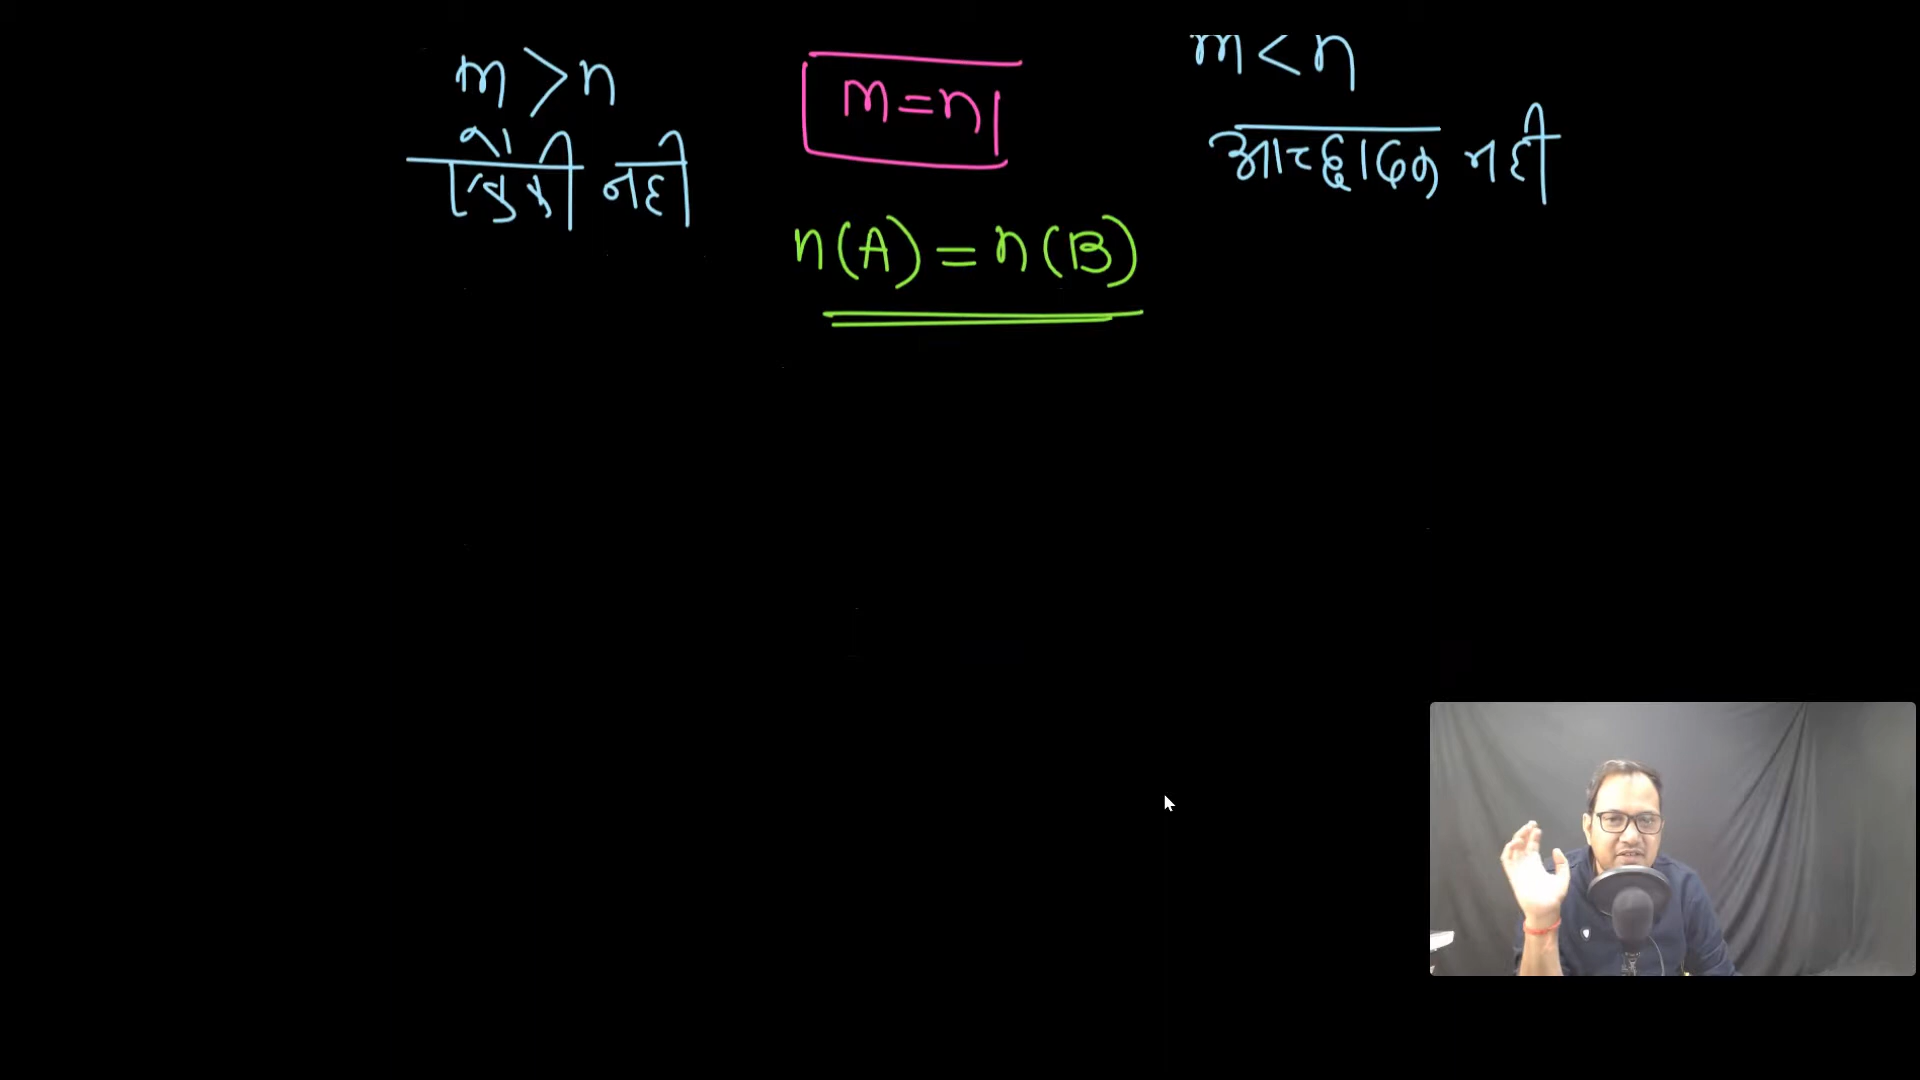 m > n
m = n
m < n
एकैकी नहीं
आच्छादक नहीं
n(A) = n(B)